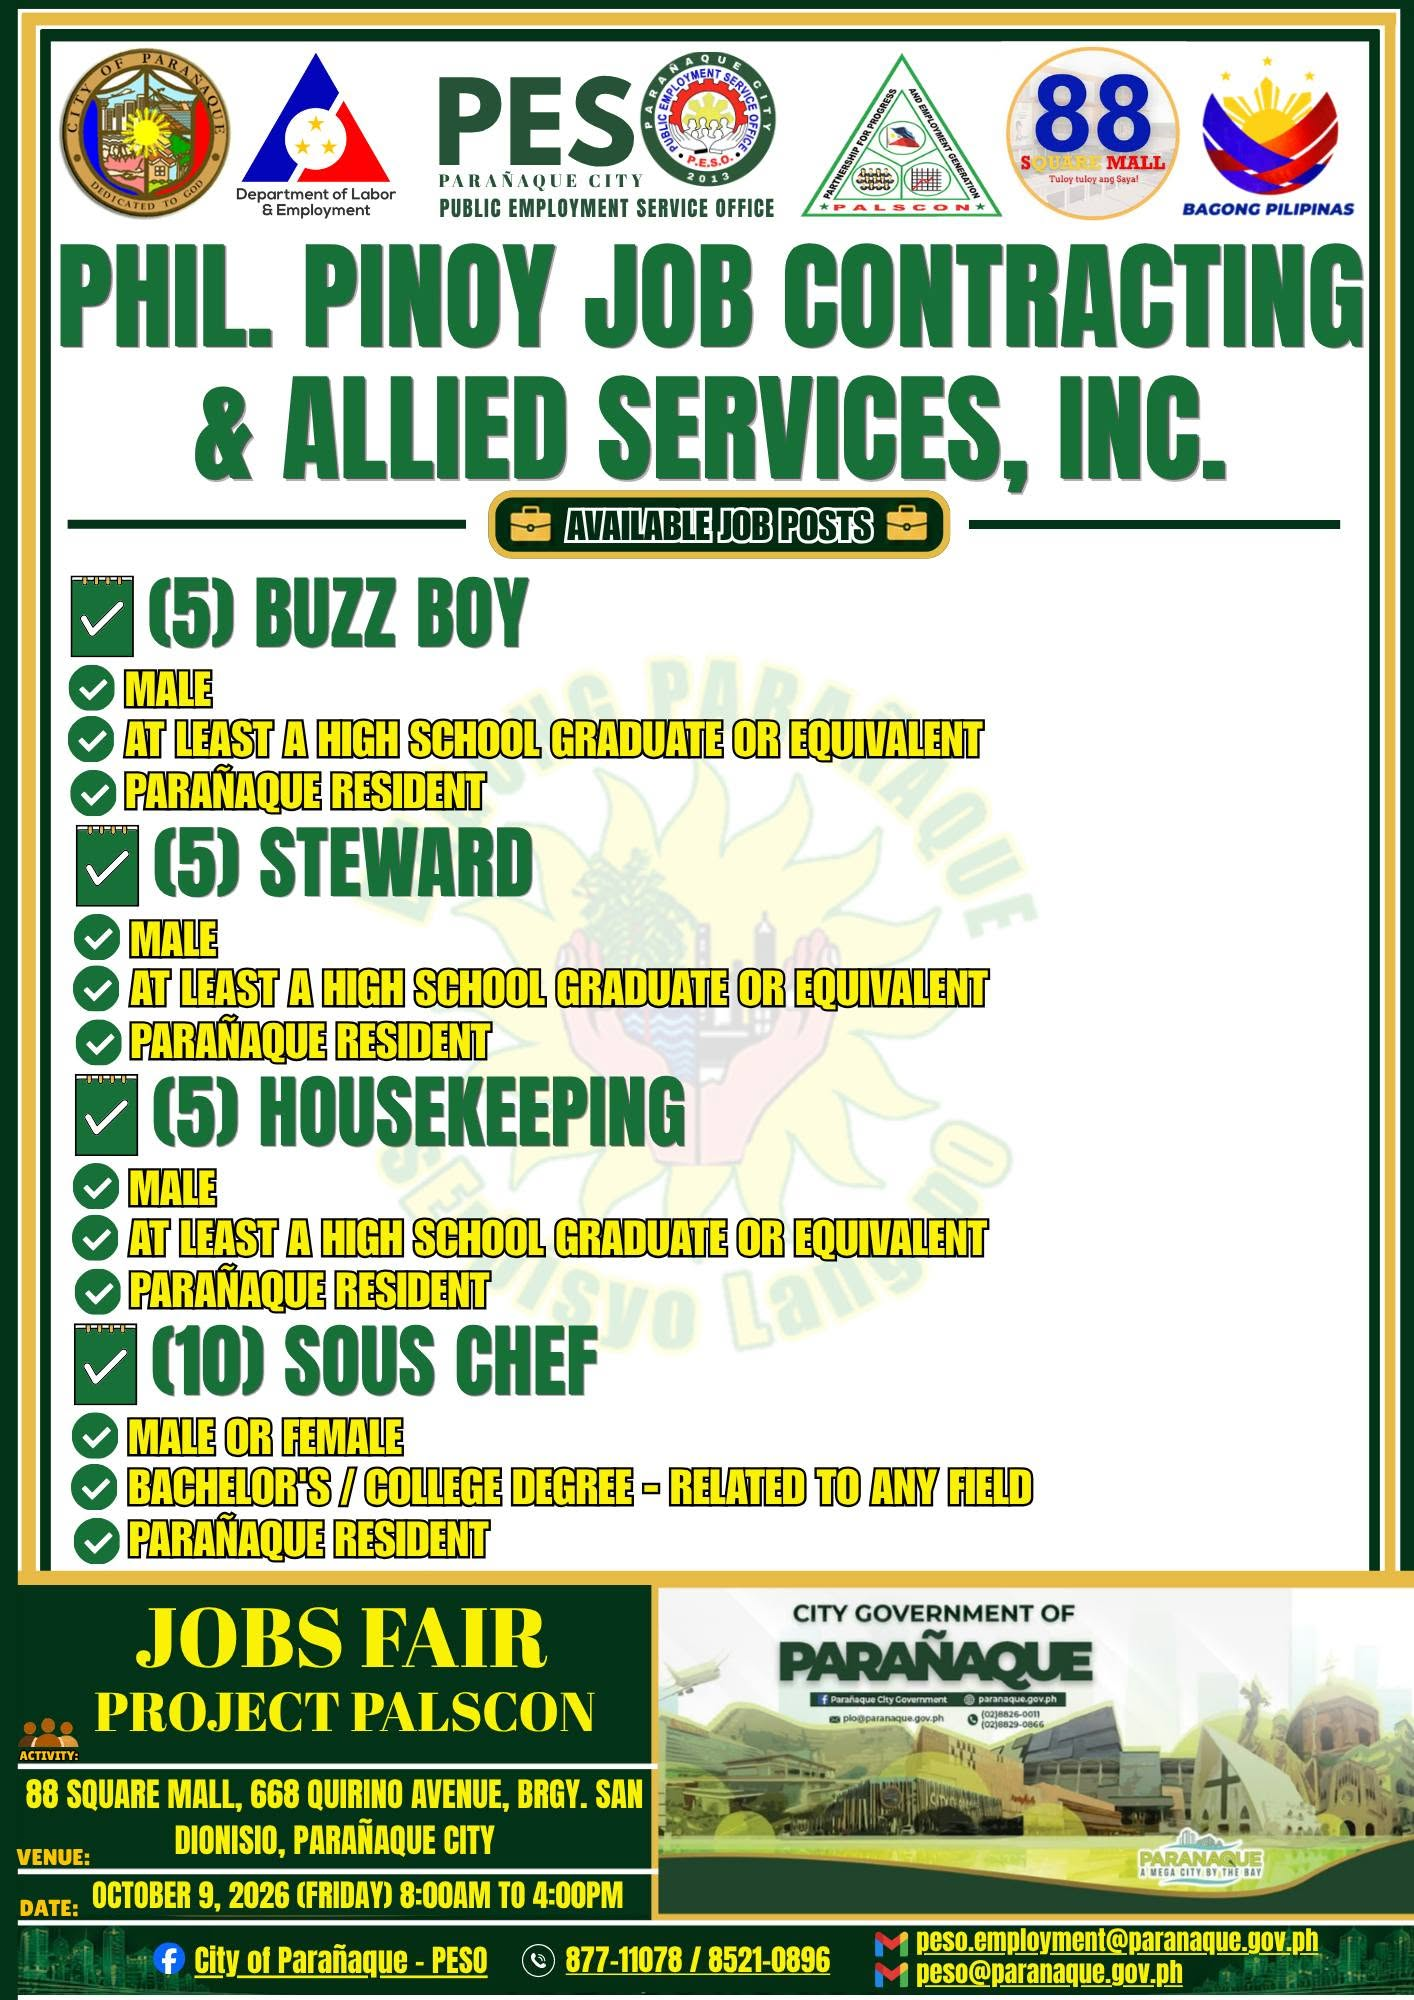 CITY OF PARAÑAQUE
DEDICATED TO GOD
Department of Labor
& Employment
PESO
PARAÑAQUE CITY
PUBLIC EMPLOYMENT SERVICE OFFICE
PARAÑAQUE CITY
PUBLIC EMPLOYMENT SERVICE OFFICE
P.E.S.O.
2013
PARTNERSHIP FOR PROGRESS
AND EMPLOYMENT GENERATION
PALSCON
88
SQUARE MALL
Tuloy tuloy ang Saya!
BAGONG PILIPINAS
PHIL. PINOY JOB CONTRACTING
& ALLIED SERVICES, INC.
AVAILABLE JOB POSTS
(5) BUZZ BOY
MALE
AT LEAST A HIGH SCHOOL GRADUATE OR EQUIVALENT
PARAÑAQUE RESIDENT
(5) STEWARD
MALE
AT LEAST A HIGH SCHOOL GRADUATE OR EQUIVALENT
PARAÑAQUE RESIDENT
(5) HOUSEKEEPING
MALE
AT LEAST A HIGH SCHOOL GRADUATE OR EQUIVALENT
PARAÑAQUE RESIDENT
(10) SOUS CHEF
MALE OR FEMALE
BACHELOR'S / COLLEGE DEGREE - RELATED TO ANY FIELD
PARAÑAQUE RESIDENT
PARAÑAQUE
Lang po
JOBS FAIR
PROJECT PALSCON
ACTIVITY:
88 SQUARE MALL, 668 QUIRINO AVENUE, BRGY. SAN
DIONISIO, PARAÑAQUE CITY
VENUE:
DATE: OCTOBER 9, 2026 (FRIDAY) 8:00AM TO 4:00PM
CITY GOVERNMENT OF
PARAÑAQUE
Parañaque City Government
paranaque.gov.ph
plo@paranaque.gov.ph
(02)8826-0011
(02)8829-0866
PARAÑAQUE
A MEGA CITY BY THE BAY
City of Parañaque - PESO
877-11078 / 8521-0896
peso.employment@paranaque.gov.ph
peso@paranaque.gov.ph